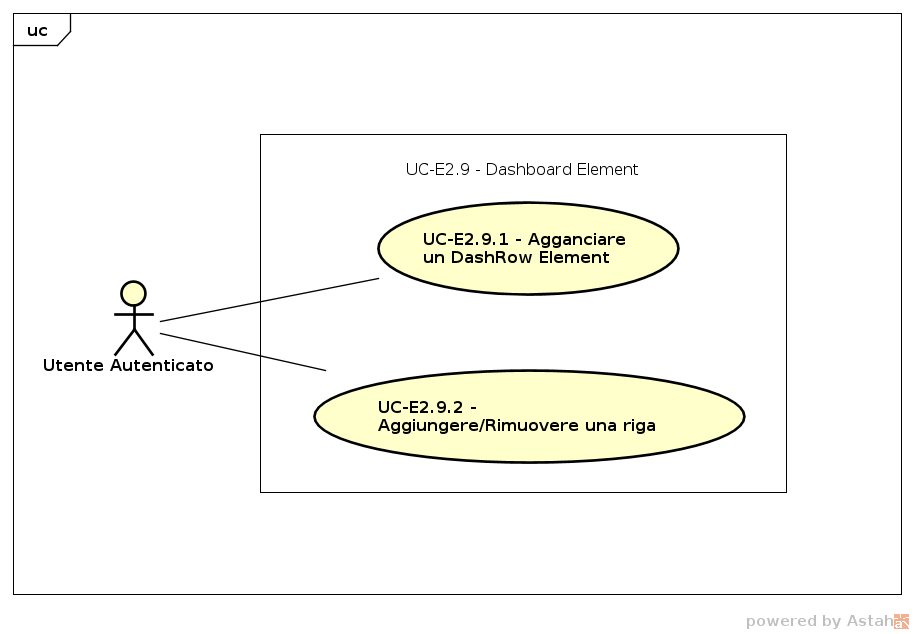 uc
UC-E2.9 - Dashboard Element
UC-E2.9.1 - Agganciare
un DashRow Element
Utente Autenticato
UC-E2.9.2 -
Aggiungere/Rimuovere una riga
powered by Astah